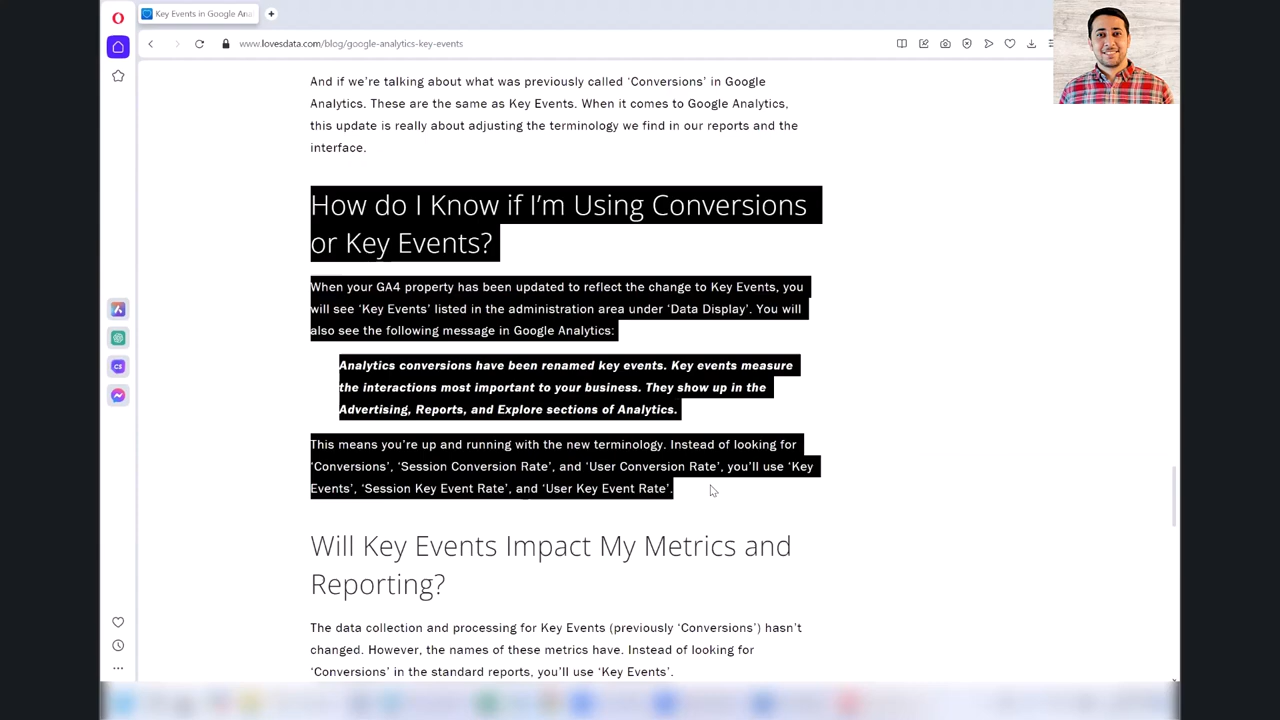 Key Events in Google Ana
www.lovesdata.com/blog/google-analytics-key-events
And if we're talking about what was previously called ‘Conversions’ in Google
Analytics. These are the same as Key Events. When it comes to Google Analytics,
this update is really about adjusting the terminology we find in our reports and the
interface.
How do I Know if I’m Using Conversions
or Key Events?
When your GA4 property has been updated to reflect the change to Key Events, you
will see ‘Key Events’ listed in the administration area under ‘Data Display’. You will
also see the following message in Google Analytics:
Analytics conversions have been renamed key events. Key events measure
the interactions most important to your business. They show up in the
Advertising, Reports, and Explore sections of Analytics.
This means you’re up and running with the new terminology. Instead of looking for
‘Conversions’, ‘Session Conversion Rate’, and ‘User Conversion Rate’, you’ll use ‘Key
Events’, ‘Session Key Event Rate’, and ‘User Key Event Rate’.
Will Key Events Impact My Metrics and
Reporting?
The data collection and processing for Key Events (previously ‘Conversions’) hasn’t
changed. However, the names of these metrics have. Instead of looking for
‘Conversions’ in the standard reports, you’ll use ‘Key Events’.